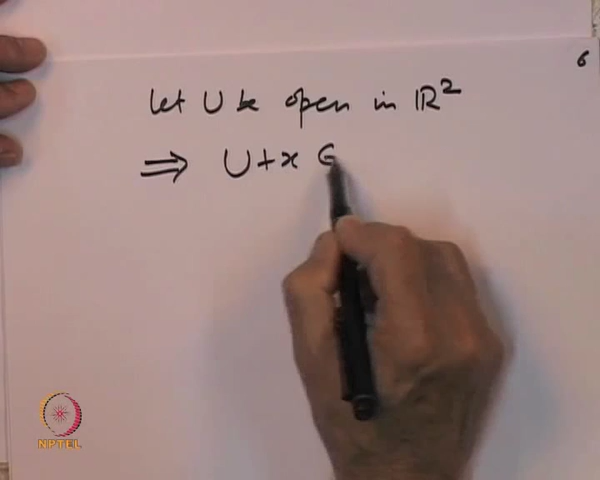 6
let U be open in ℝ²
⇒ U+x ∈
NPTEL